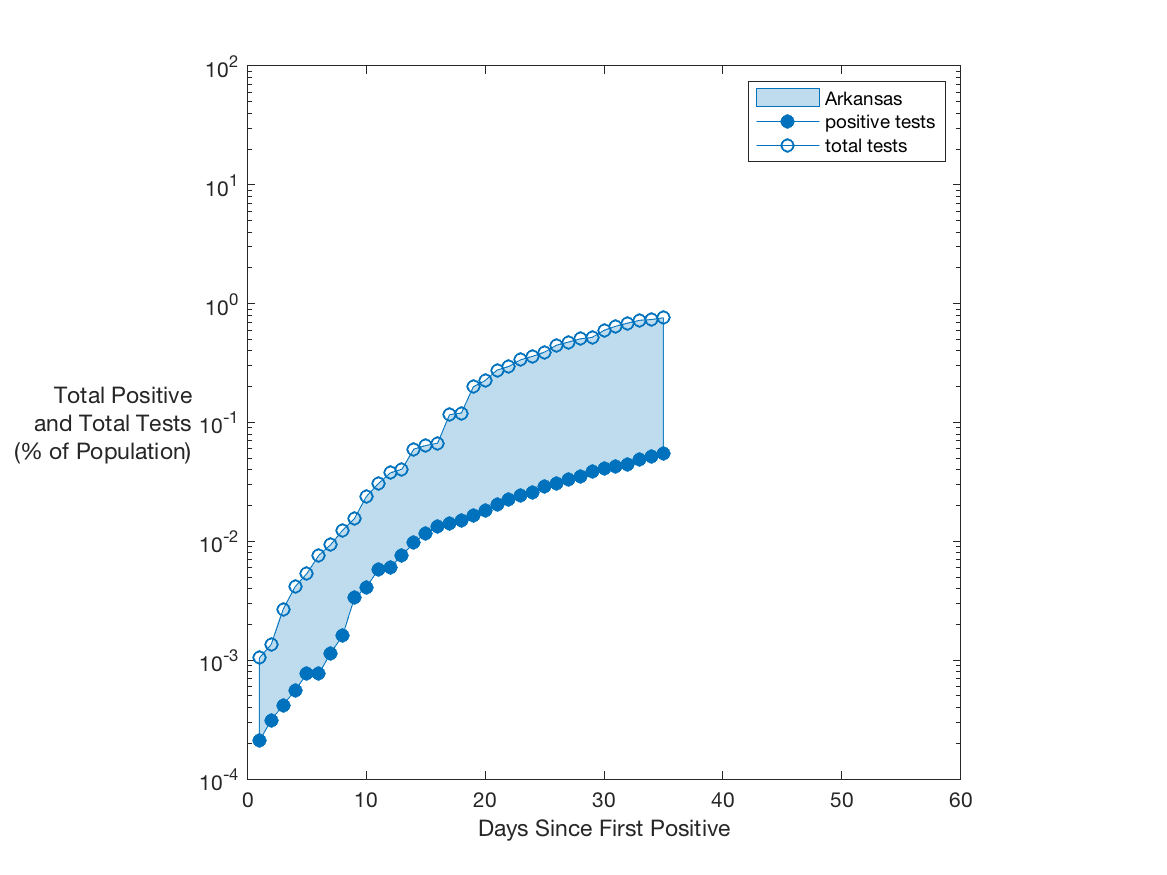 10^2
10^1
10^0
10^-1
10^-2
10^-3
10^-4
Total Positive
and Total Tests
(% of Population)
Arkansas
positive tests
total tests
0 10 20 30 40 50 60
Days Since First Positive